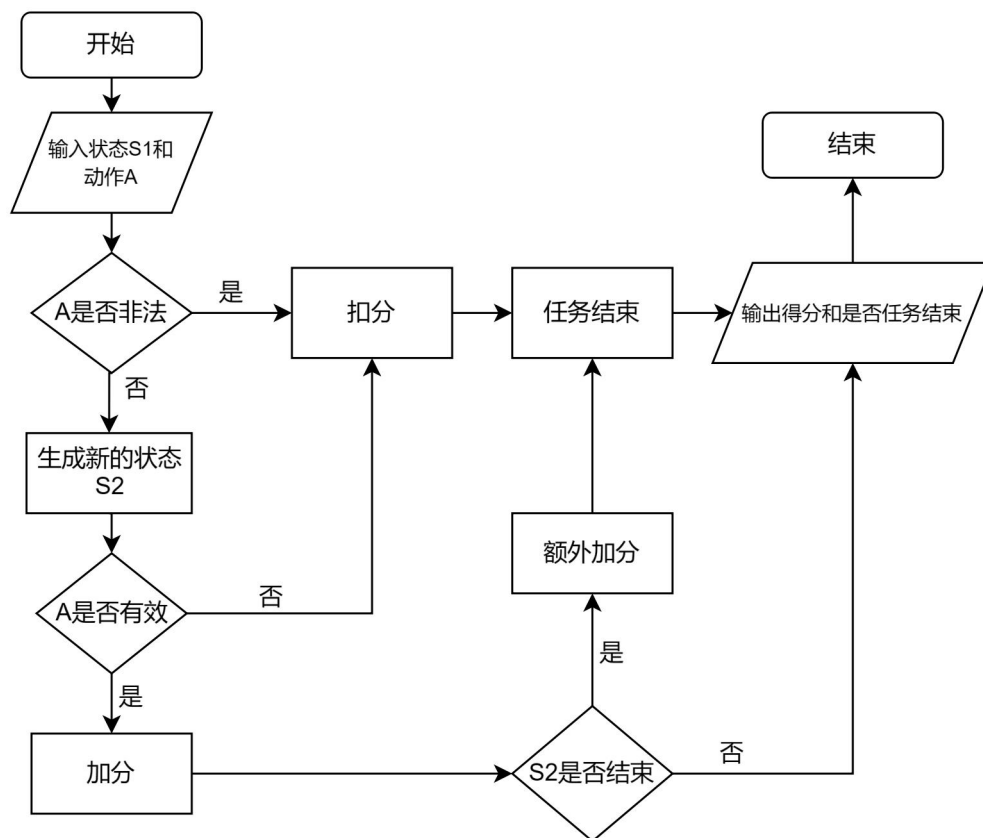 开始
输入状态S1和
动作A
结束
A是否非法
是
扣分
任务结束
输出得分和是否任务结束
否
生成新的状态
S2
额外加分
A是否有效
否
是
是
加分
S2是否结束
否